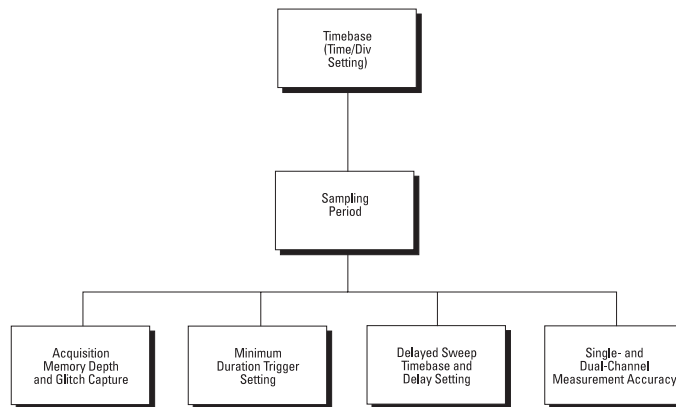 Timebase
(Time/Div
Setting)
Sampling
Period
Acquisition
Memory Depth
and Glitch Capture
Minimum
Duration Trigger
Setting
Delayed Sweep
Timebase and
Delay Setting
Single- and
Dual-Channel
Measurement Accuracy